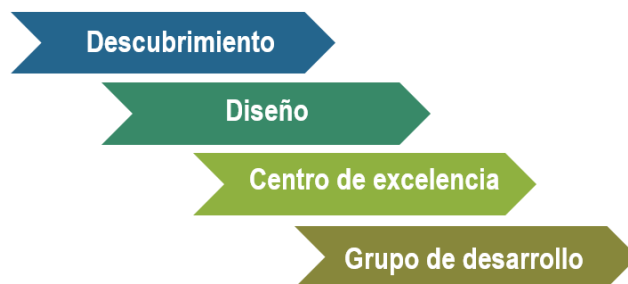 Descubrimiento
Diseño
Centro de excelencia
Grupo de desarrollo